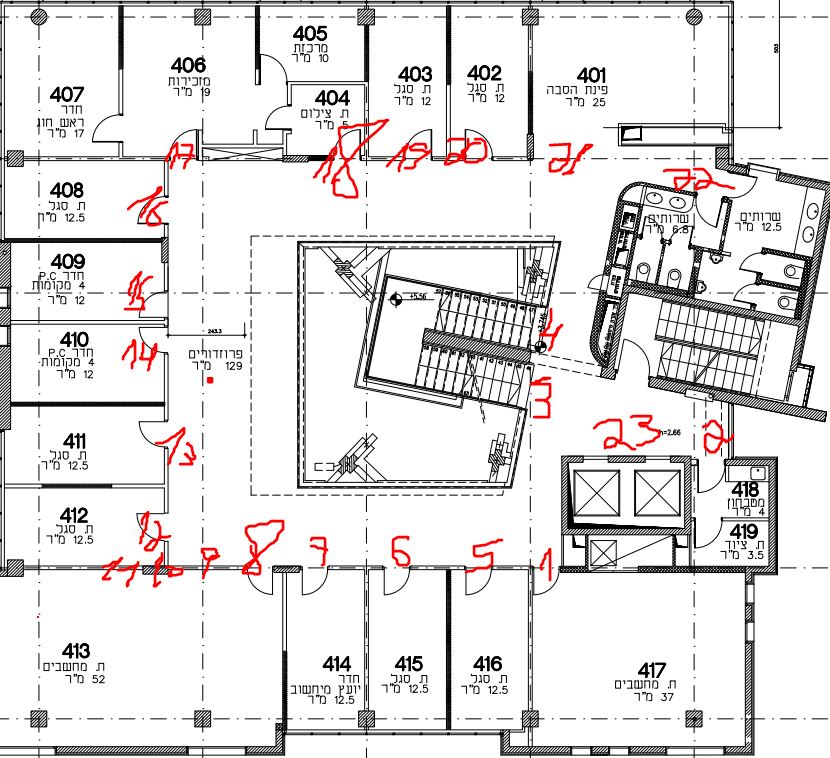 405
מרכזת
10 מ"ר
406
מזכירות
19 מ"ר
407
חדר
ראש חוג
17 מ"ר
404
ת. צילום
5 מ"ר
403
ת. סגל
12 מ"ר
402
ת. סגל
12 מ"ר
401
פינת הסבה
25 מ"ר
503
17
18
19
20
21
22
408
ת. סגל
12.5 מ"ר
16
שרותים
6.8 מ"ר
שרותים
12.5 מ"ר
409
חדר P.C
4 מקומות
12 מ"ר
15
+5.56
243.3
4
410
חדר P.C
4 מקומות
12 מ"ר
14
פרוזדורים
129 מ"ר
3
411
ת. סגל
12.5 מ"ר
13
23
h=2.66
2
412
ת. סגל
12.5 מ"ר
12
418
מטבחון
4 מ"ר
419
ת. ציוד
3.5 מ"ר
11
10
9
8
7
6
5
1
413
ת. מחשבים
52 מ"ר
414
חדר
יועץ מיחשוב
12.5 מ"ר
415
ת. סגל
12.5 מ"ר
416
ת. סגל
12.5 מ"ר
417
ת. מחשבים
37 מ"ר